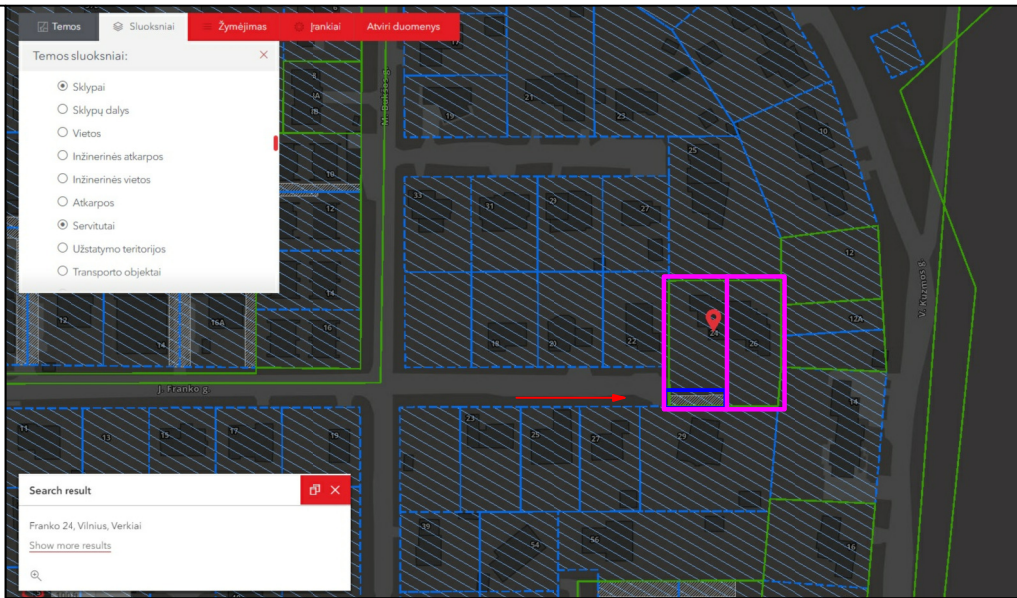 Temos
Sluoksniai
Žymėjimas
Įrankiai
Atviri duomenys
Temos sluoksniai:
Sklypai
Sklypų dalys
Vietos
Inžinerinės atkarpos
Inžinerinės vietos
Atkarpos
Servitutai
Užstatymo teritorijos
Transporto objektai
8
1A
1B
10
12
14
16
12
14
16A
19
21
23
25
10
33
31
29
27
12
12A
18
20
22
24
26
V. Kuzmos g.
J. Franko g.
11
13
15
17
19
23
25
27
29
14
39
54
56
16
Search result
Franko 24, Vilnius, Verkiai
Show more results